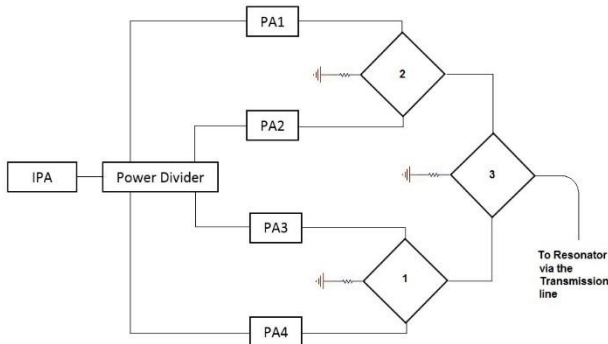 PA1
2
PA2
IPA
Power Divider
3
PA3
To Resonator
via the
Transmission
line
1
PA4